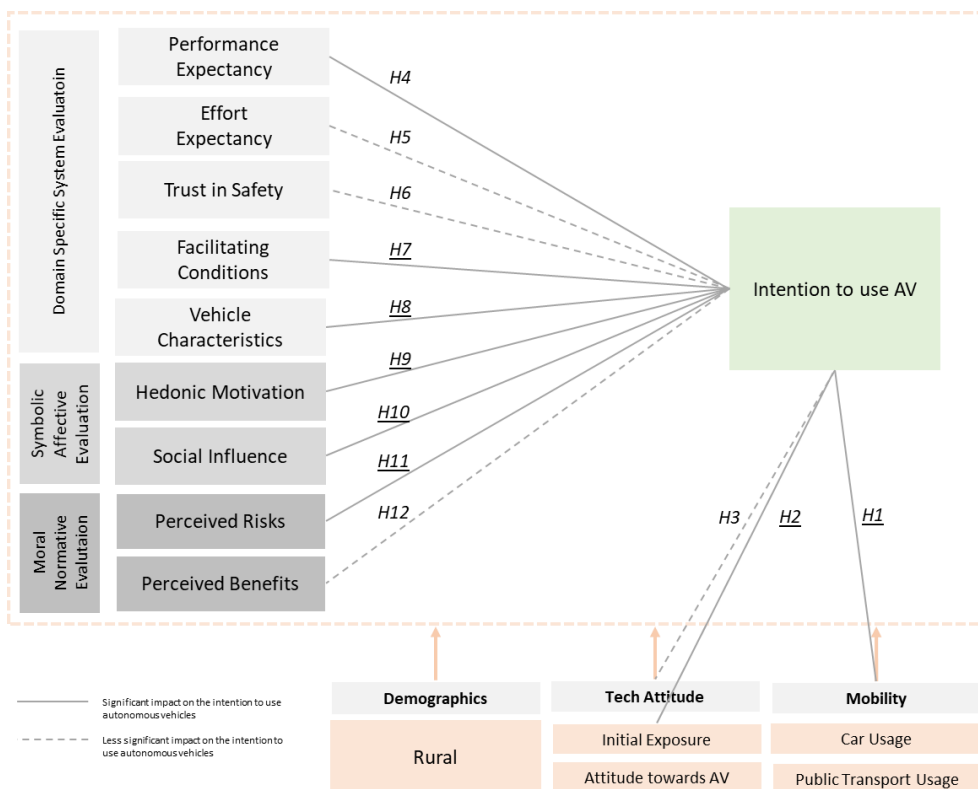 Domain Specific System Evaluatoin
Performance
Expectancy
Effort
Expectancy
Trust in Safety
Facilitating
Conditions
Vehicle
Characteristics
Symbolic
Affective
Evaluation
Hedonic Motivation
Social Influence
Moral
Normative
Evalutaion
Perceived Risks
Perceived Benefits
H4
H5
H6
H7
H8
H9
H10
H11
H12
Intention to use AV
H3
H2
H1
Significant impact on the intention to use
autonomous vehicles
Less significant impact on the intention to
use autonomous vehicles
Demographics
Rural
Tech Attitude
Initial Exposure
Attitude towards AV
Mobility
Car Usage
Public Transport Usage